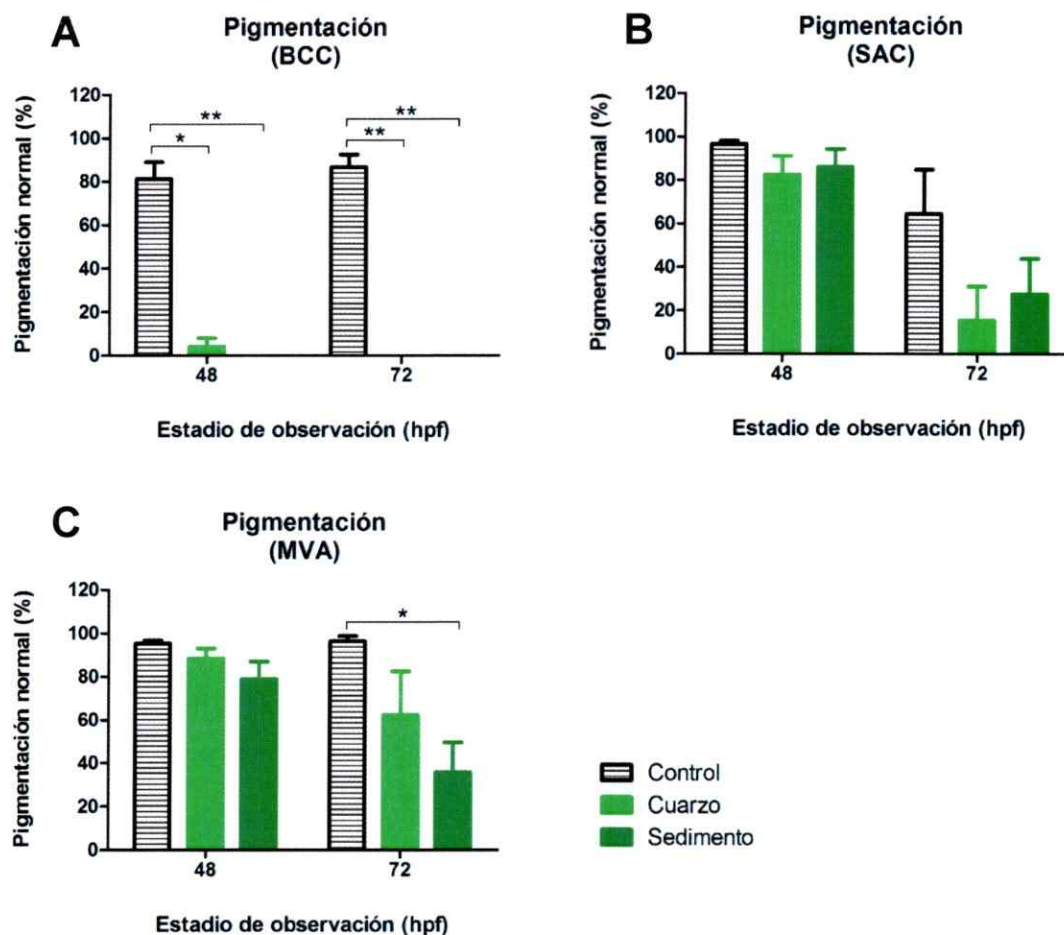 A
Pigmentación
(BCC)
Pigmentación normal (%)
120
100
80
60
40
20
0
**
*
**
**
48
72
Estadio de observación (hpf)
B
Pigmentación
(SAC)
Pigmentación normal (%)
120
100
80
60
40
20
0
48
72
Estadio de observación (hpf)
C
Pigmentación
(MVA)
Pigmentación normal (%)
120
100
80
60
40
20
0
*
48
72
Estadio de observación (hpf)
Control
Cuarzo
Sedimento